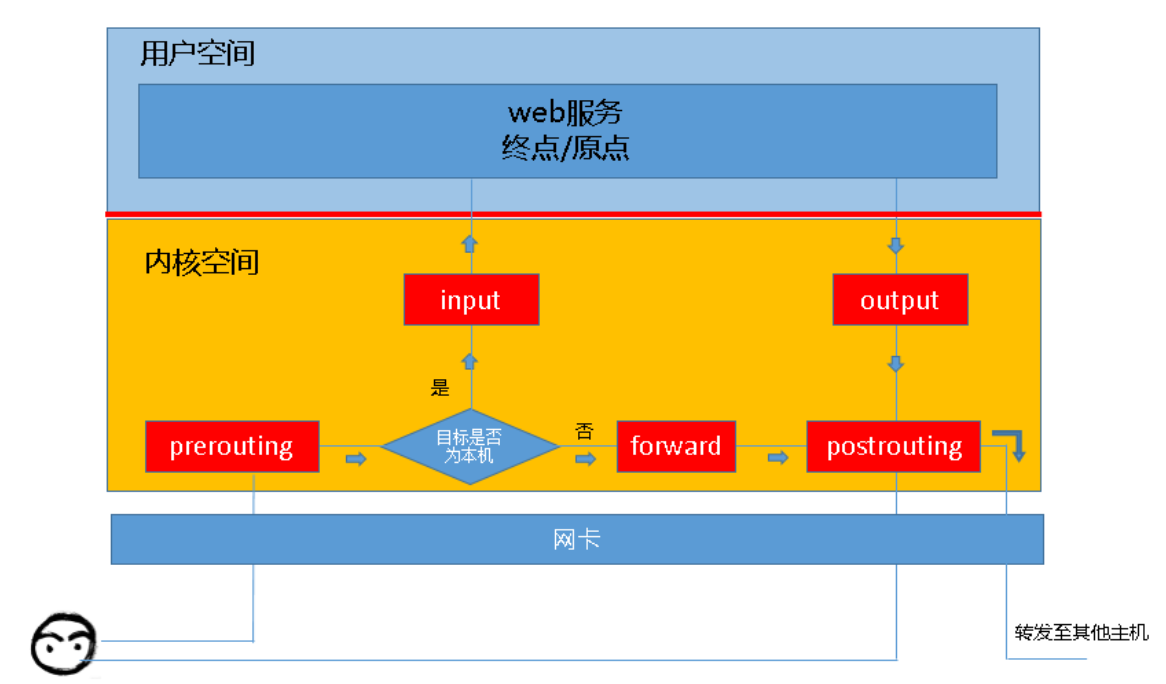 用户空间
web服务
终点/原点
内核空间
input
output
是
否
prerouting
目标是否
为本机
forward
postrouting
网卡
转发至其他主机